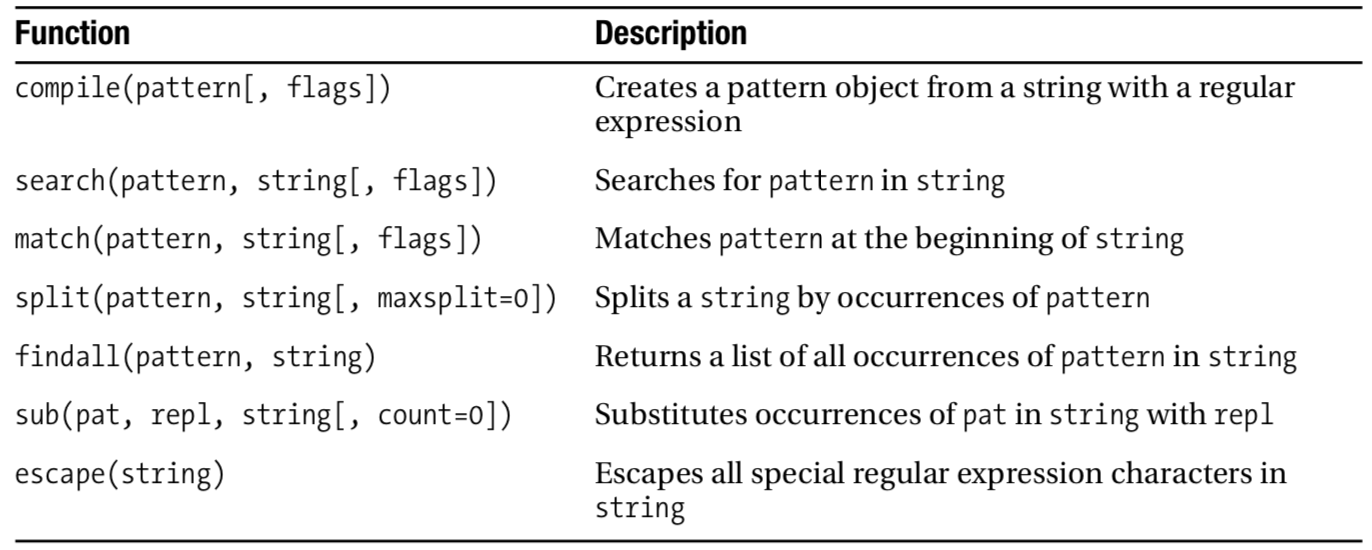 Function Description
compile(pattern[, flags]) Creates a pattern object from a string with a regular
expression
search(pattern, string[, flags]) Searches for pattern in string
match(pattern, string[, flags]) Matches pattern at the beginning of string
split(pattern, string[, maxsplit=0]) Splits a string by occurrences of pattern
findall(pattern, string) Returns a list of all occurrences of pattern in string
sub(pat, repl, string[, count=0]) Substitutes occurrences of pat in string with repl
escape(string) Escapes all special regular expression characters in
string